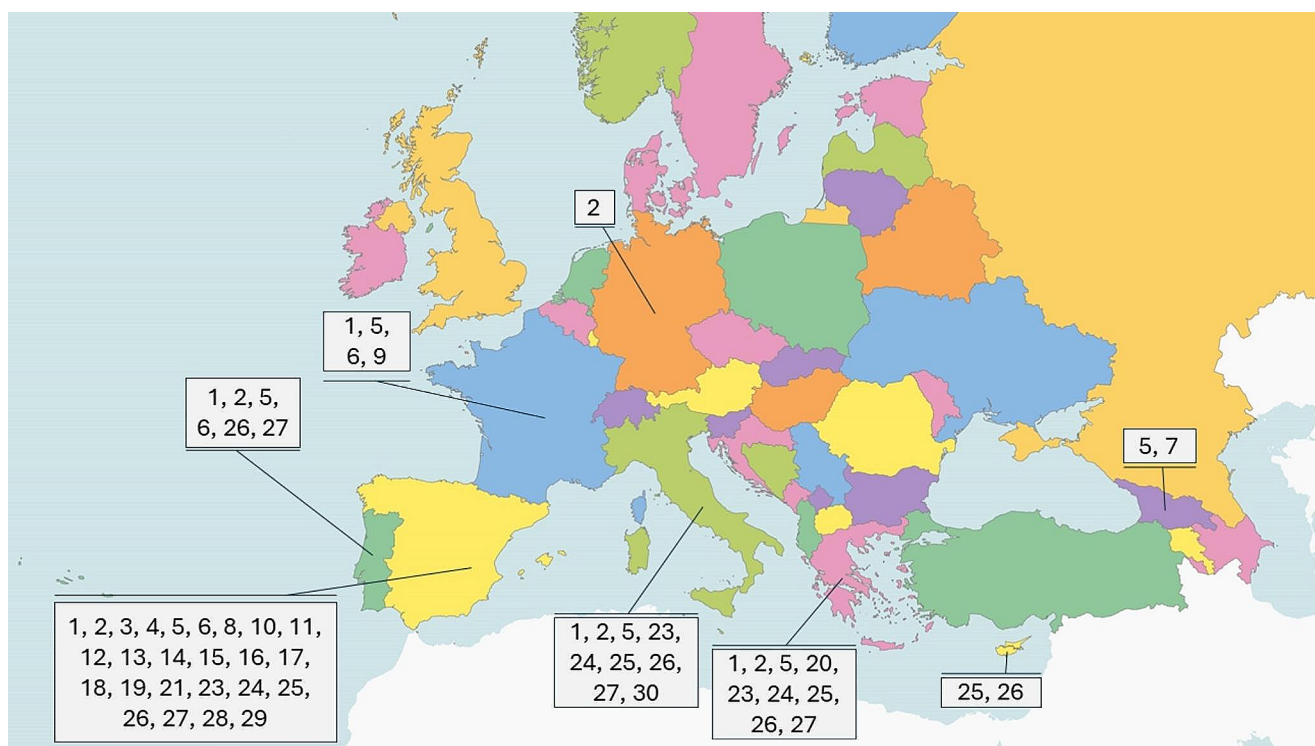 2
1, 5,
6, 9
1, 2, 5,
6, 26, 27
5, 7
1, 2, 3, 4, 5, 6, 8, 10, 11,
12, 13, 14, 15, 16, 17,
18, 19, 21, 23, 24, 25,
26, 27, 28, 29
1, 2, 5, 23,
24, 25, 26,
27, 30
1, 2, 5, 20,
23, 24, 25,
26, 27
25, 26